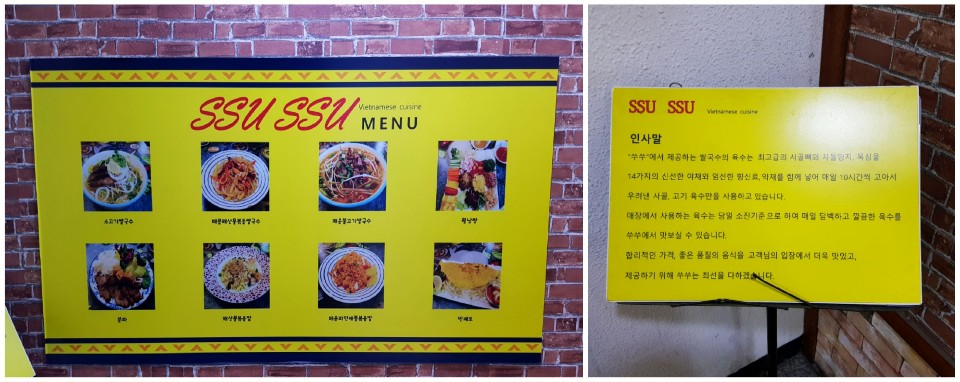 SSU SSU Vietnamese cuisine
MENU
소고기쌀국수
매콤해산물볶음쌀국수
매운불고기쌀국수
월남쌈
분짜
해산물볶음밥
매운파인애플볶음밥
반쎄오
SSU SSU Vietnamese cuisine
인사말
"쑤쑤"에서 제공하는 쌀국수의 육수는 최고급의 사골뼈와 사골잡지, 목심을
14가지의 신선한 야채와 엄선한 향신료,약재를 함께 넣어 매일 10시간씩 고아서
우려낸 사골, 고기 육수만을 사용하고 있습니다.
매장에서 사용하는 육수는 당일 소진기준으로 하여 매일 담백하고 깔끔한 육수를
쑤쑤에서 맛보실 수 있습니다.
합리적인 가격, 좋은 품질의 음식을 고객님의 입장에서 더욱 맛있고,
제공하기 위해 쑤쑤는 최선을 다하겠습니다.